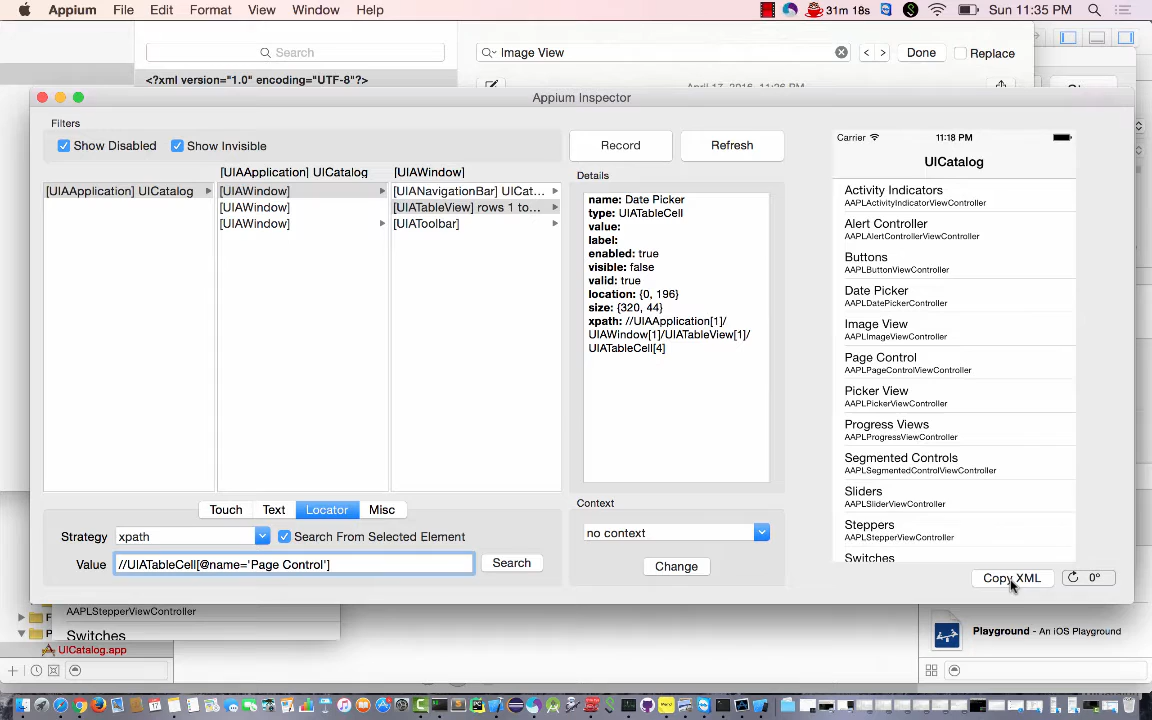 Appium File Edit Format View Window Help 31m 18s Sun 11:35 PM
Search
Image View
Done
Replace
<?xml version="1.0" encoding="UTF-8"?>
Appium Inspector
Filters
Show Disabled
Show Invisible
Record
Refresh
[UIAApplication] UICatalog
[UIAWindow]
[UIAApplication] UICatalog
[UIAWindow]
[UIAWindow]
[UIAWindow]
[UIANavigationBar] UICat...
[UIATableView] rows 1 to...
[UIAToolbar]
Details
name: Date Picker
type: UIATableCell
value:
label:
enabled: true
visible: false
valid: true
location: {0, 196}
size: {320, 44}
xpath: //UIAApplication[1]/
UIAWindow[1]/UIATableView[1]/
UIATableCell[4]
Carrier 11:18 PM
UICatalog
Activity Indicators
AAPLActivityIndicatorViewController
Alert Controller
AAPLAlertControllerViewController
Buttons
AAPLButtonViewController
Date Picker
AAPLDatePickerController
Image View
AAPLImageViewController
Page Control
AAPLPageControlViewController
Picker View
AAPLPickerViewController
Progress Views
AAPLProgressViewController
Segmented Controls
AAPLSegmentedControlViewController
Sliders
AAPLSliderViewController
Steppers
AAPLStepperViewController
Switches
Touch Text Locator Misc
Strategy xpath Search From Selected Element
Value //UIATableCell[@name='Page Control'] Search
Context
no context
Change
Copy XML 0°
AAPLStepperViewController
Switches
UICatalog.app
Playground - An iOS Playground